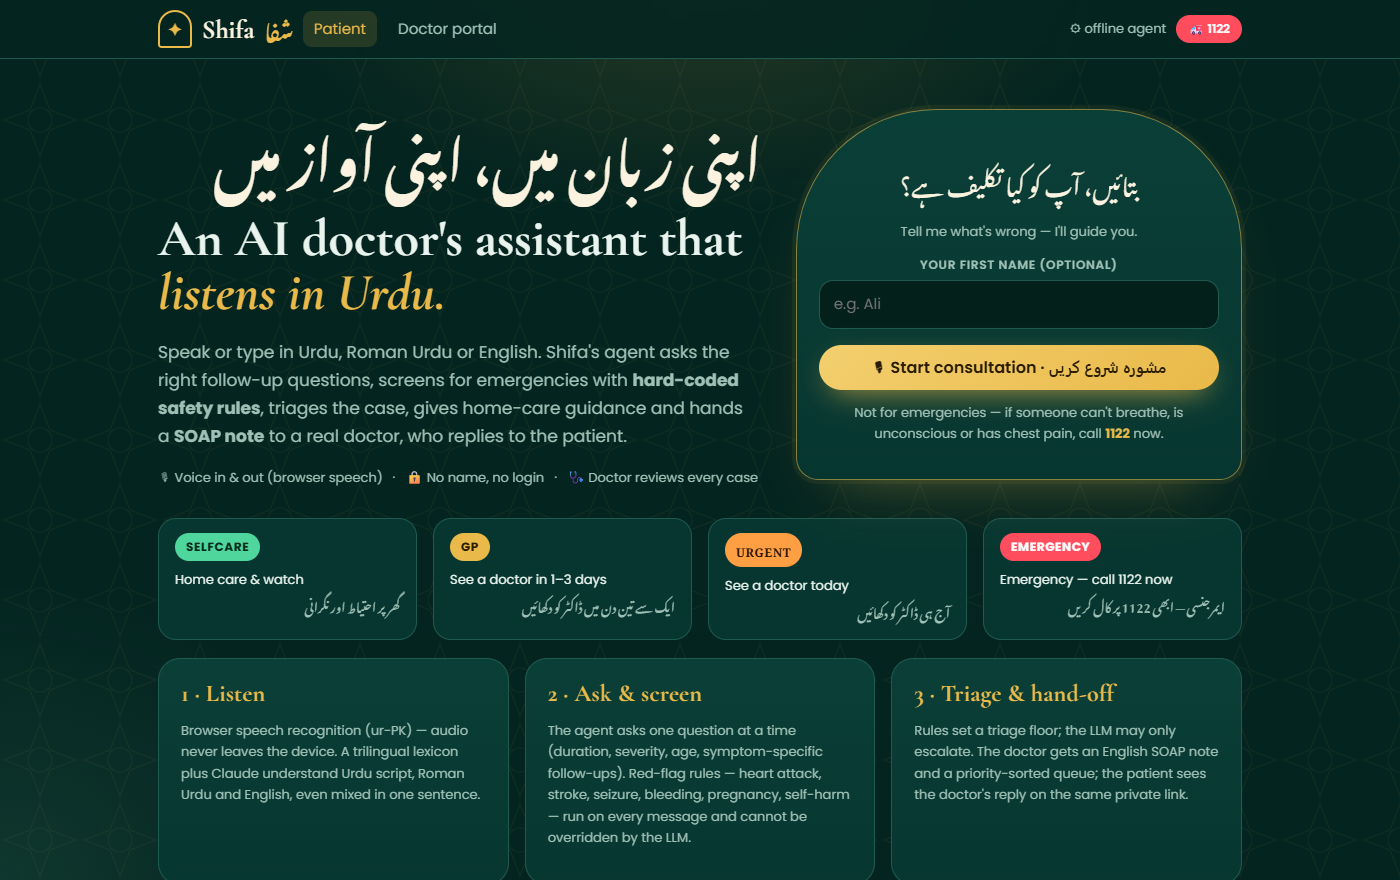 Shifa شفا
Patient
Doctor portal
offline agent
1122
اپنی زبان میں، اپنی آواز میں
An AI doctor's assistant that
listens in Urdu.
Speak or type in Urdu, Roman Urdu or English. Shifa's agent asks the
right follow-up questions, screens for emergencies with hard-coded
safety rules, triages the case, gives home-care guidance and hands
a SOAP note to a real doctor, who replies to the patient.
Voice in & out (browser speech) · No name, no login · Doctor reviews every case
بتائیں، آپ کو کیا تکلیف ہے؟
Tell me what's wrong — I'll guide you.
YOUR FIRST NAME (OPTIONAL)
e.g. Ali
Start consultation · مشورہ شروع کریں
Not for emergencies — if someone can't breathe, is
unconscious or has chest pain, call 1122 now.
SELFCARE
Home care & watch
گھر پر احتیاط اور نگرانی
GP
See a doctor in 1–3 days
ایک سے تین دن میں ڈاکٹر کو دکھائیں
URGENT
See a doctor today
آج ہی ڈاکٹر کو دکھائیں
EMERGENCY
Emergency — call 1122 now
ایمرجنسی — ابھی 1122 پر کال کریں
1 · Listen
Browser speech recognition (ur-PK) — audio
never leaves the device. A trilingual lexicon
plus Claude understand Urdu script, Roman
Urdu and English, even mixed in one sentence.
2 · Ask & screen
The agent asks one question at a time
(duration, severity, age, symptom-specific
follow-ups). Red-flag rules — heart attack,
stroke, seizure, bleeding, pregnancy, self-harm
— run on every message and cannot be
overridden by the LLM.
3 · Triage & hand-off
Rules set a triage floor; the LLM may only
escalate. The doctor gets an English SOAP note
and a priority-sorted queue; the patient sees
the doctor's reply on the same private link.